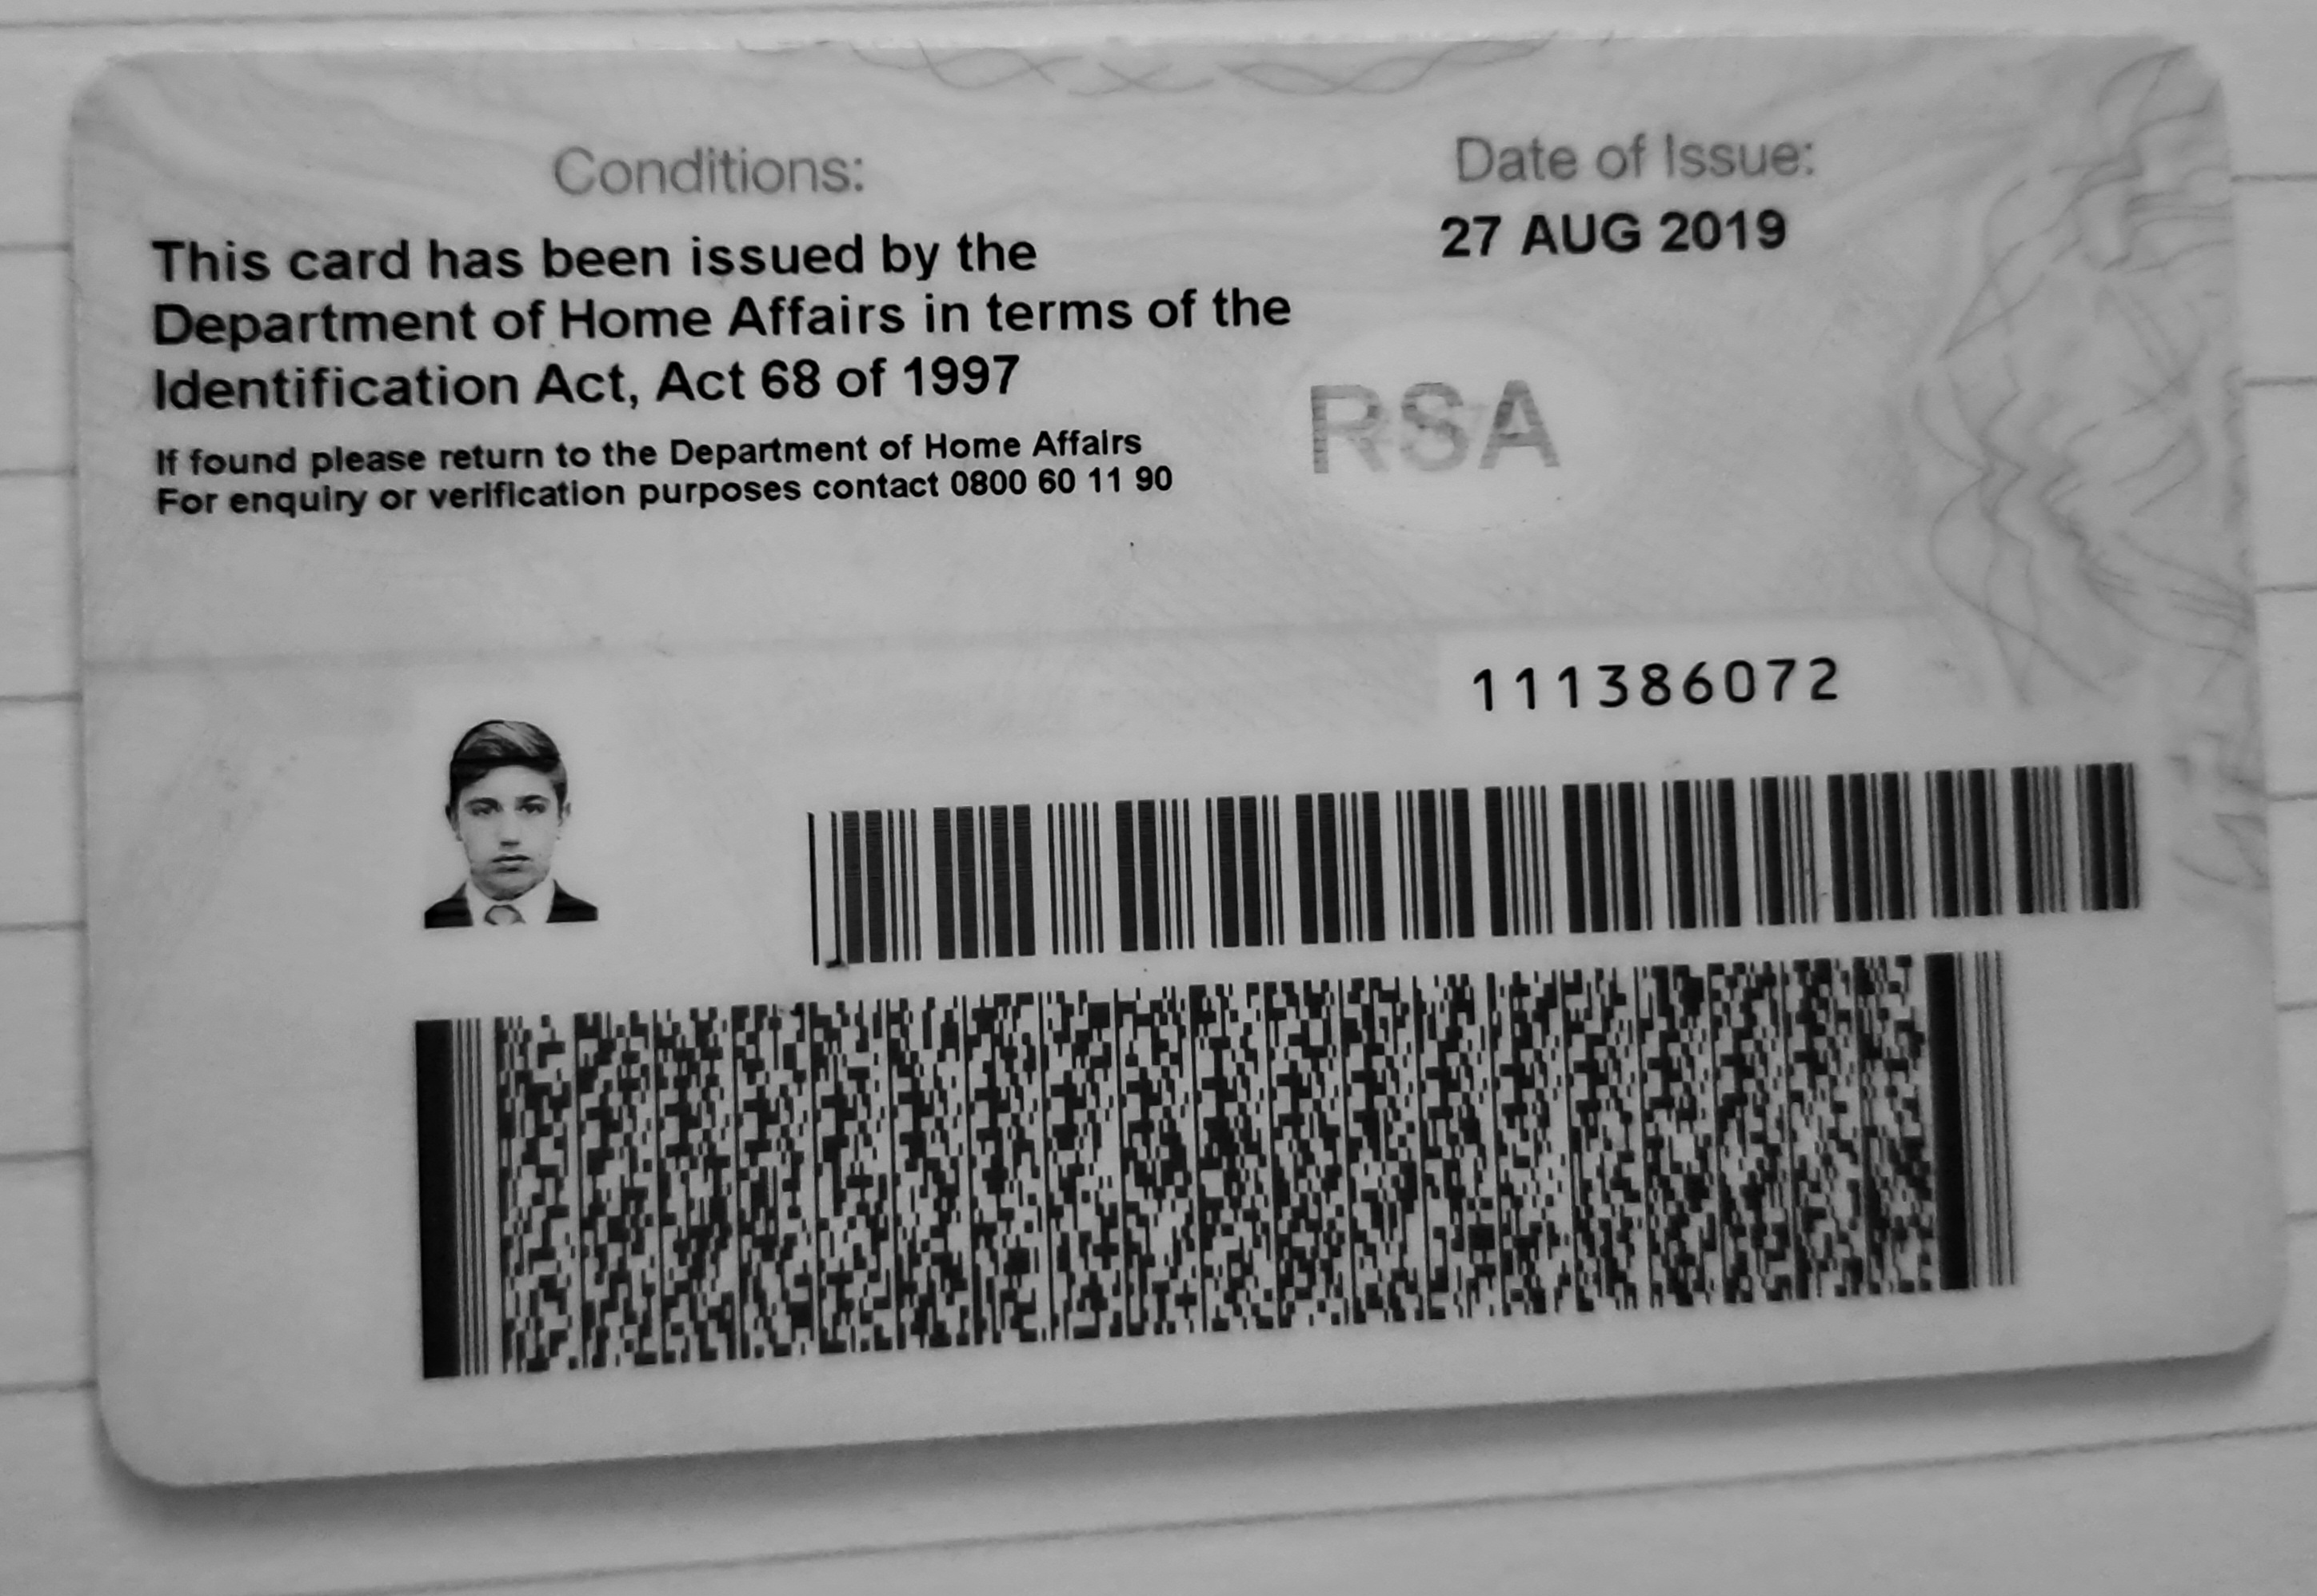 Conditions:
This card has been issued by the
Department of Home Affairs in terms of the
Identification Act, Act 68 of 1997
If found please return to the Department of Home Affairs
For enquiry or verification purposes contact 0800 60 11 90
Date of Issue:
27 AUG 2019
RSA
111386072